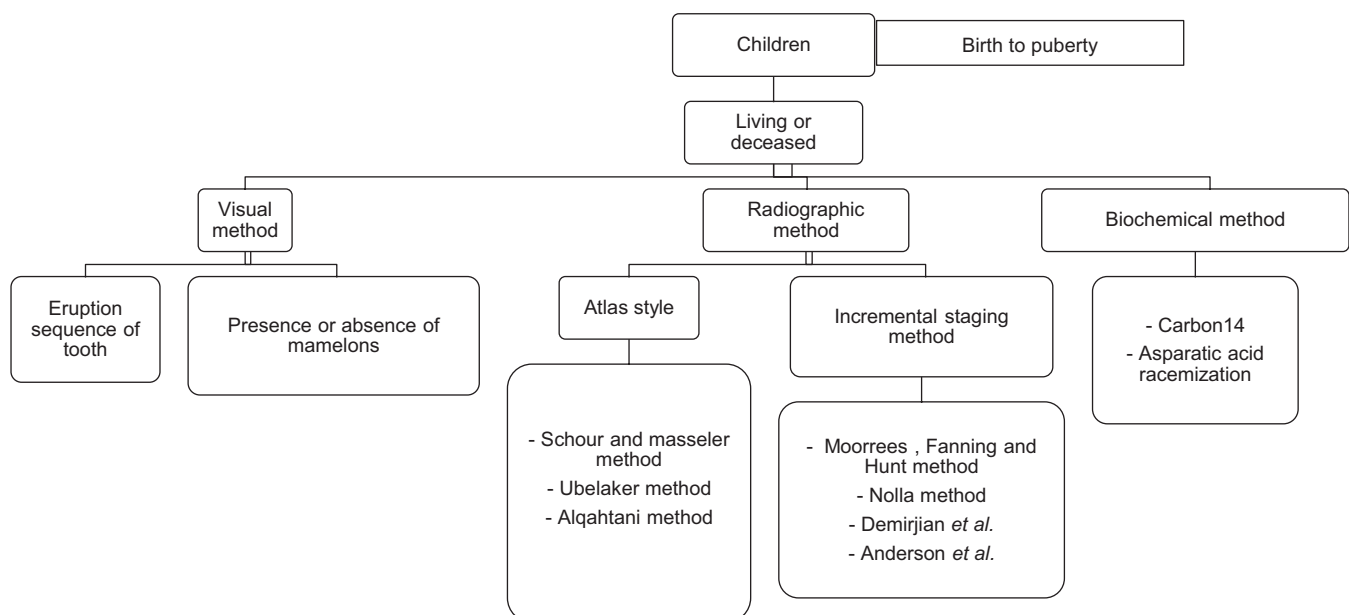 Children
Birth to puberty
Living or
deceased
Visual
method
Radiographic
method
Biochemical method
Eruption
sequence of
tooth
Presence or absence of
mamelons
Atlas style
Incremental staging
method
- Carbon14
- Asparatic acid
racemization
- Schour and masseler
method
- Ubelaker method
- Alqahtani method
- Moorrees , Fanning and
Hunt method
- Nolla method
- Demirjian et al.
- Anderson et al.